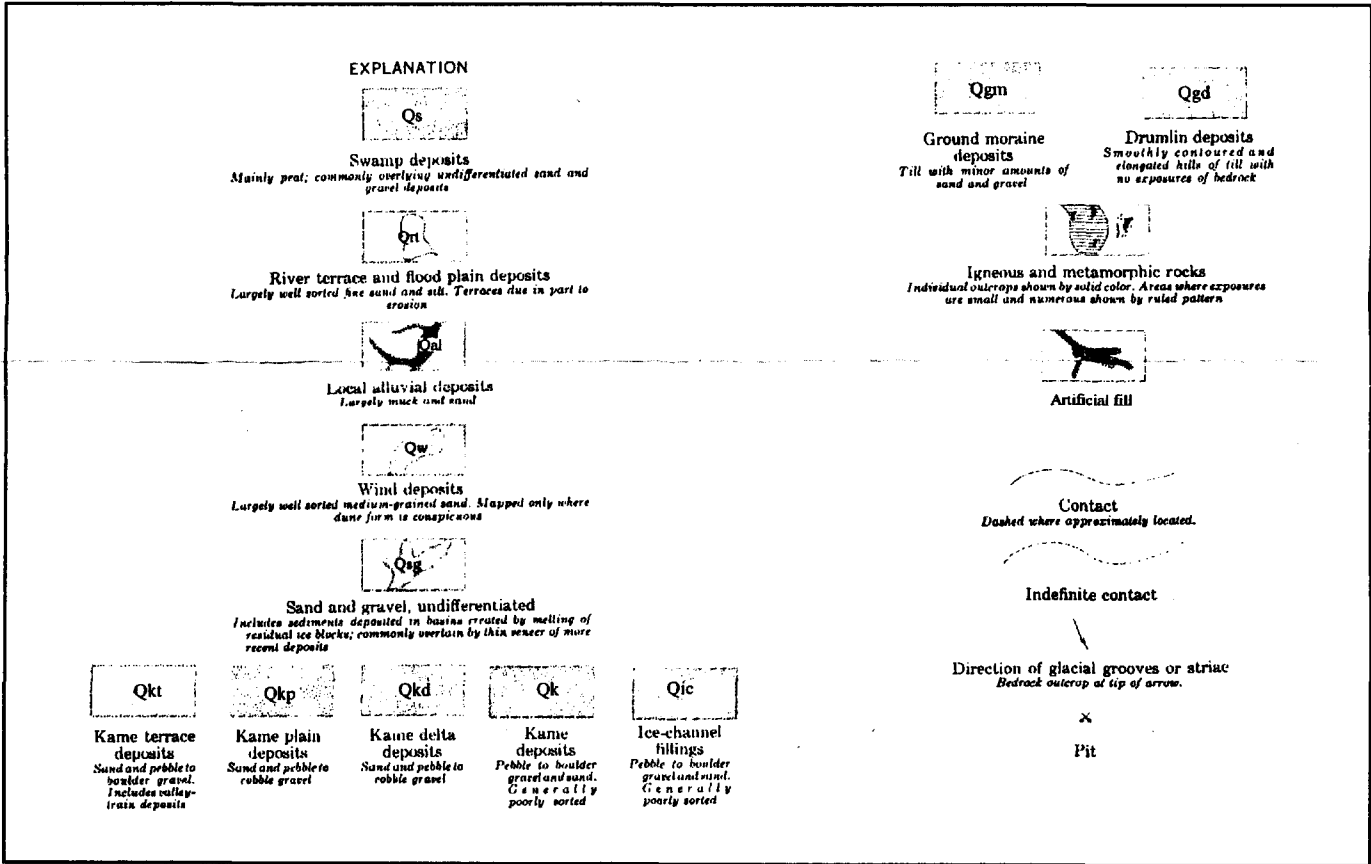 EXPLANATION
Qs
Swamp deposits
Mainly peat; commonly overlying undifferentiated sand and
gravel deposits
Qrt
River terrace and flood plain deposits
Largely well sorted fine sand and silt. Terraces due in part to
erosion
Qal
Local alluvial deposits
Largely muck and sand
Qw
Wind deposits
Largely well sorted medium-grained sand. Mapped only where
dune form is conspicuous
Qsg
Sand and gravel, undifferentiated
Includes sediments deposited in basins created by melting of
residual ice blocks; commonly overlain by thin veneer of more
recent deposits
Qkt
Kame terrace
deposits
Sand and pebble to
boulder gravel.
Includes valley-
train deposits
Qkp
Kame plain
deposits
Sand and pebble to
cobble gravel
Qkd
Kame delta
deposits
Sand and pebble to
cobble gravel
Qk
Kame
deposits
Pebble to boulder
gravel and sand.
Generally
poorly sorted
Qic
Ice-channel
fillings
Pebble to boulder
gravel and sand.
Generally
poorly sorted
Qgm
Ground moraine
deposits
Till with minor amounts of
sand and gravel
Qgd
Drumlin deposits
Smoothly contoured and
elongated hills of till with
no exposures of bedrock
Igneous and metamorphic rocks
Individual outcrops shown by solid color. Areas where exposures
are small and numerous shown by ruled pattern
Artificial fill
Contact
Dashed where approximately located.
Indefinite contact
Direction of glacial grooves or striae
Bedrock outcrop at tip of arrow.
Pit